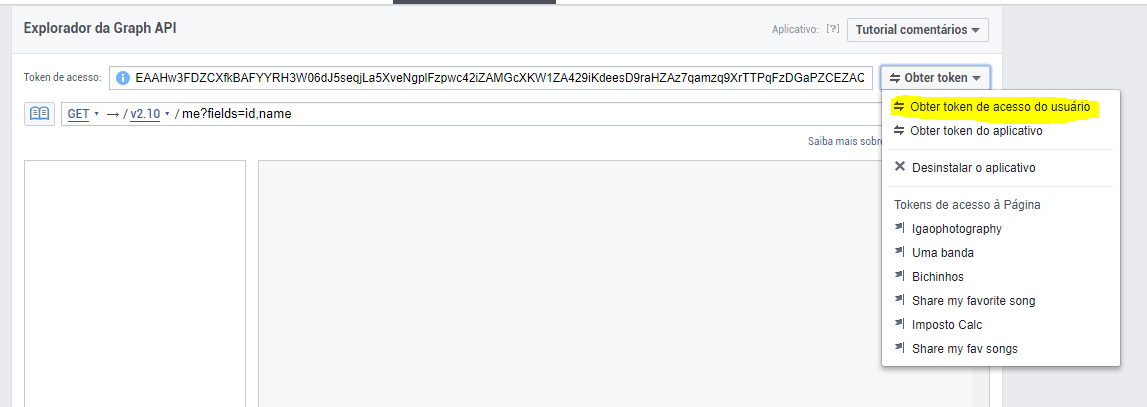 Explorador da Graph API
Aplicativo: [?] Tutorial comentários
Token de acesso: EAAHw3FDZCXfkBAFYYRH3W06dJ5seqjLa5XveNgplFzpwc42iZAMGcXKW1ZA429iKdeesD9raHZAz7qamzq9XrTTPqFzDGaPZCEZAC Obter token
GET → / v2.10 / me?fields=id,name
Saiba mais sobre
Obter token de acesso do usuário
Obter token do aplicativo
Desinstalar o aplicativo
Tokens de acesso à Página
Igaophotography
Uma banda
Bichinhos
Share my favorite song
Imposto Calc
Share my fav songs